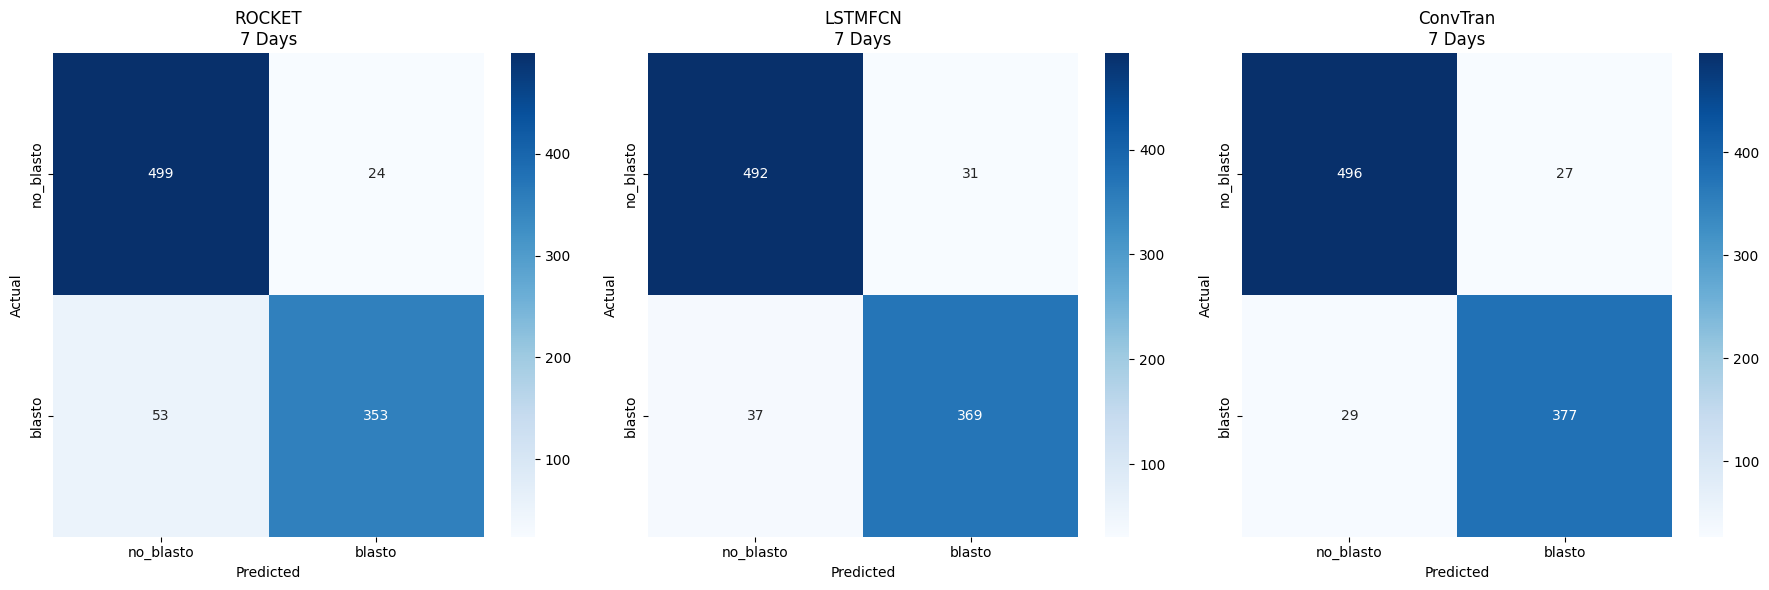 ROCKET
7 Days
no_blasto
blasto
Actual
499
24
53
353
no_blasto
blasto
Predicted
400
300
200
100
LSTMFCN
7 Days
no_blasto
blasto
Actual
492
31
37
369
no_blasto
blasto
Predicted
400
300
200
100
ConvTran
7 Days
no_blasto
blasto
Actual
496
27
29
377
no_blasto
blasto
Predicted
400
300
200
100